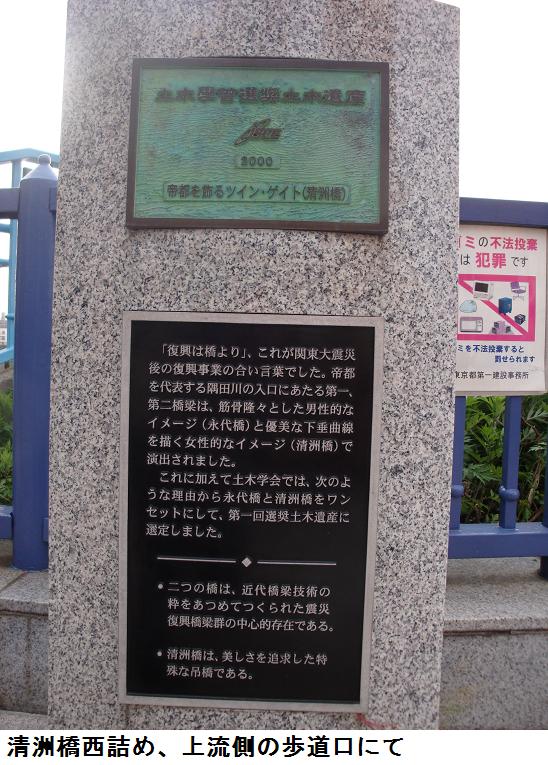 土木學會選奨土木遺産
JSCE
2000
帝都を飾るツイン・ゲイト(清洲橋)
「復興は橋より」、これが関東大震災
後の復興事業の合い言葉でした。帝都
を代表する隅田川の入口にあたる第一、
第二橋梁は、筋骨隆々とした男性的な
イメージ（永代橋）と優美な下垂曲線
を描く女性的なイメージ（清洲橋）で
演出されました。
これに加えて土木学会では、次のよ
うな理由から永代橋と清洲橋をワン
セットにして、第一回選奨土木遺産に
選定しました。
●二つの橋は、近代橋梁技術の
粋をあつめてつくられた震災
復興橋梁群の中心的存在である。
●清洲橋は、美しさを追求した特
殊な吊橋である。
ゴミの不法投棄
は 犯罪 です
ミを不法投棄すると
罰せられます
東京都第一建設事務所
清洲橋西詰め、上流側の歩道口にて